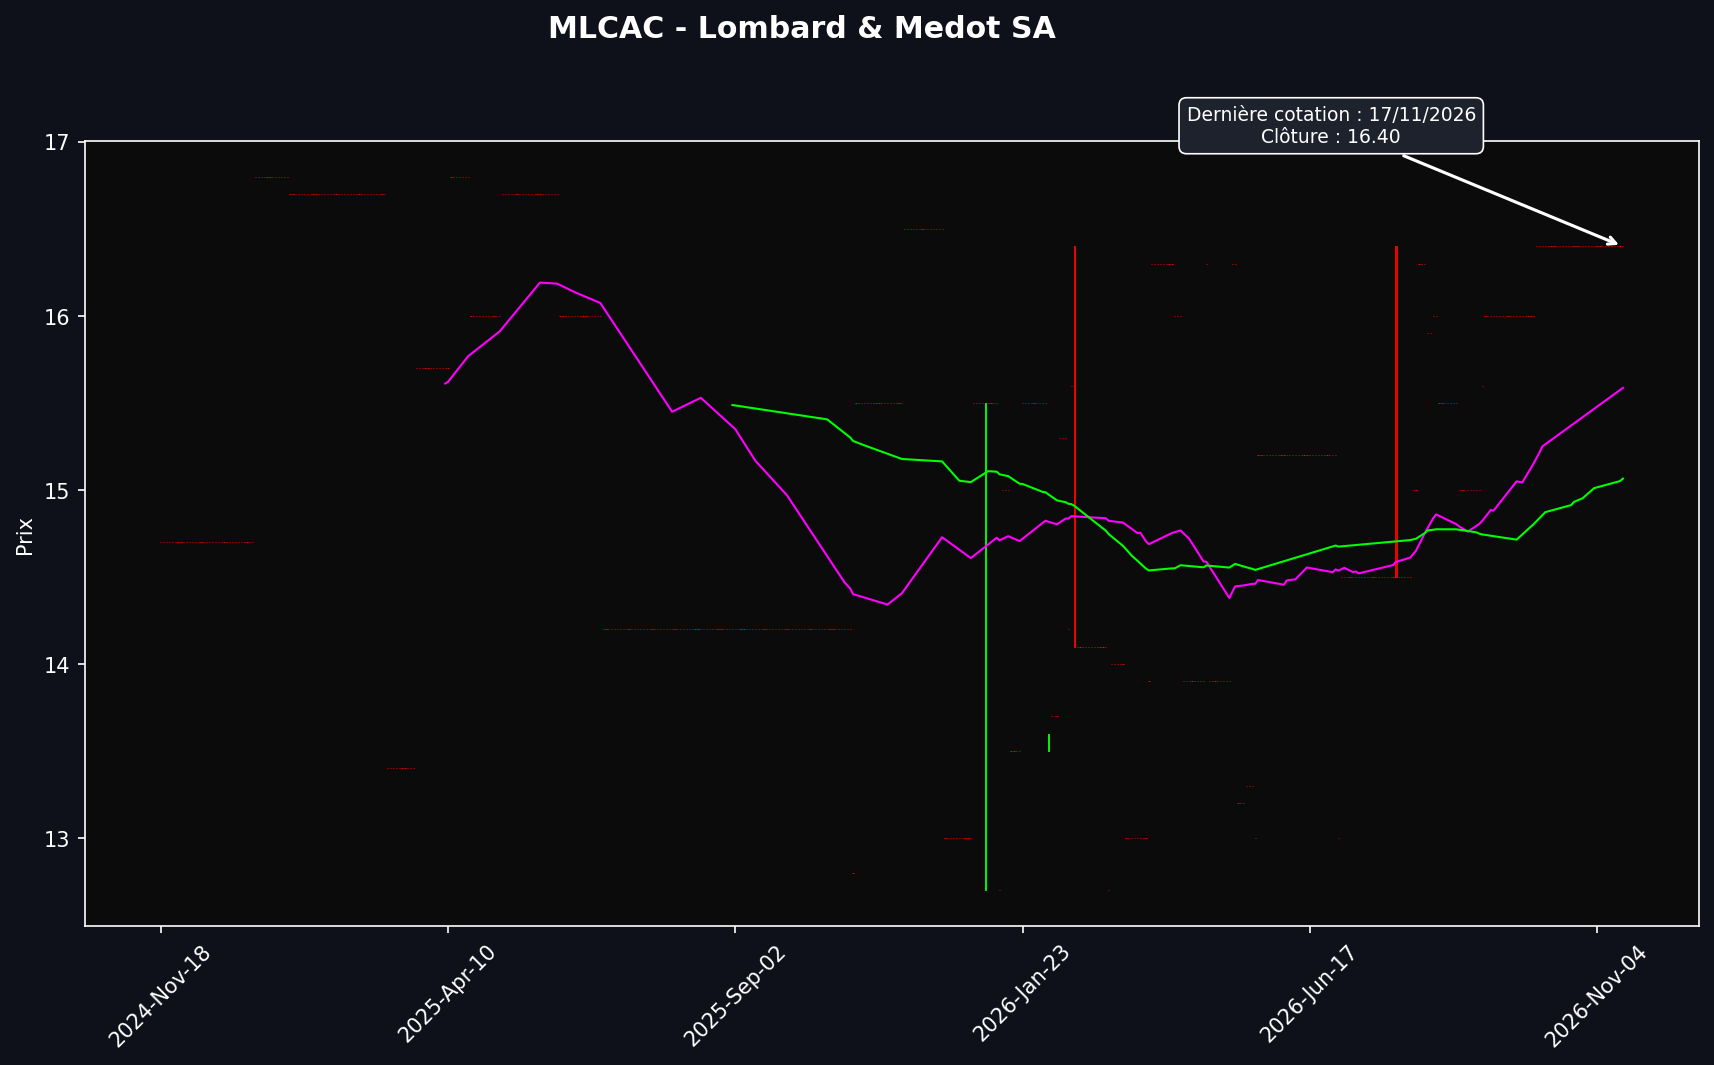 MLCAC - Lombard & Medot SA
Dernière cotation : 17/11/2026
Clôture : 16.40
17
16
15
14
13
Prix
2024-Nov-18
2025-Apr-10
2025-Sep-02
2026-Jan-23
2026-Jun-17
2026-Nov-04